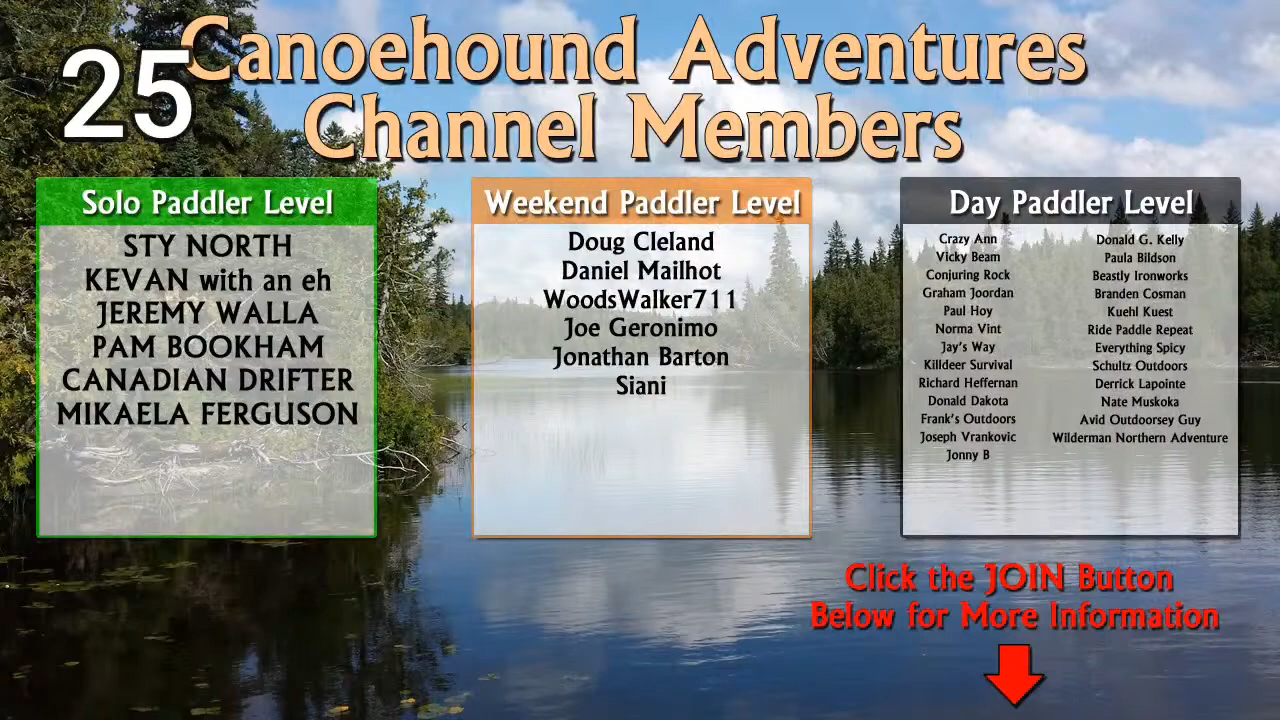 25
Canoehound Adventures
Channel Members
Solo Paddler Level
STY NORTH
KEVAN with an eh
JEREMY WALLA
PAM BOOKHAM
CANADIAN DRIFTER
MIKAELA FERGUSON
Weekend Paddler Level
Doug Cleland
Daniel Mailhot
WoodsWalker711
Joe Geronimo
Jonathan Barton
Siani
Day Paddler Level
Crazy Ann
Vicky Beam
Conjuring Rock
Graham Joordan
Paul Hoy
Norma Vint
Jay's Way
Killdeer Survival
Richard Heffernan
Donald Dakota
Frank's Outdoors
Joseph Vrankovic
Jonny B
Donald G. Kelly
Paula Bildson
Beastly Ironworks
Branden Cosman
Kuehl Kuest
Ride Paddle Repeat
Everything Spicy
Schultz Outdoors
Derrick Lapointe
Nate Muskoka
Avid Outdoorsey Guy
Wilderman Northern Adventure
Click the JOIN Button
Below for More Information